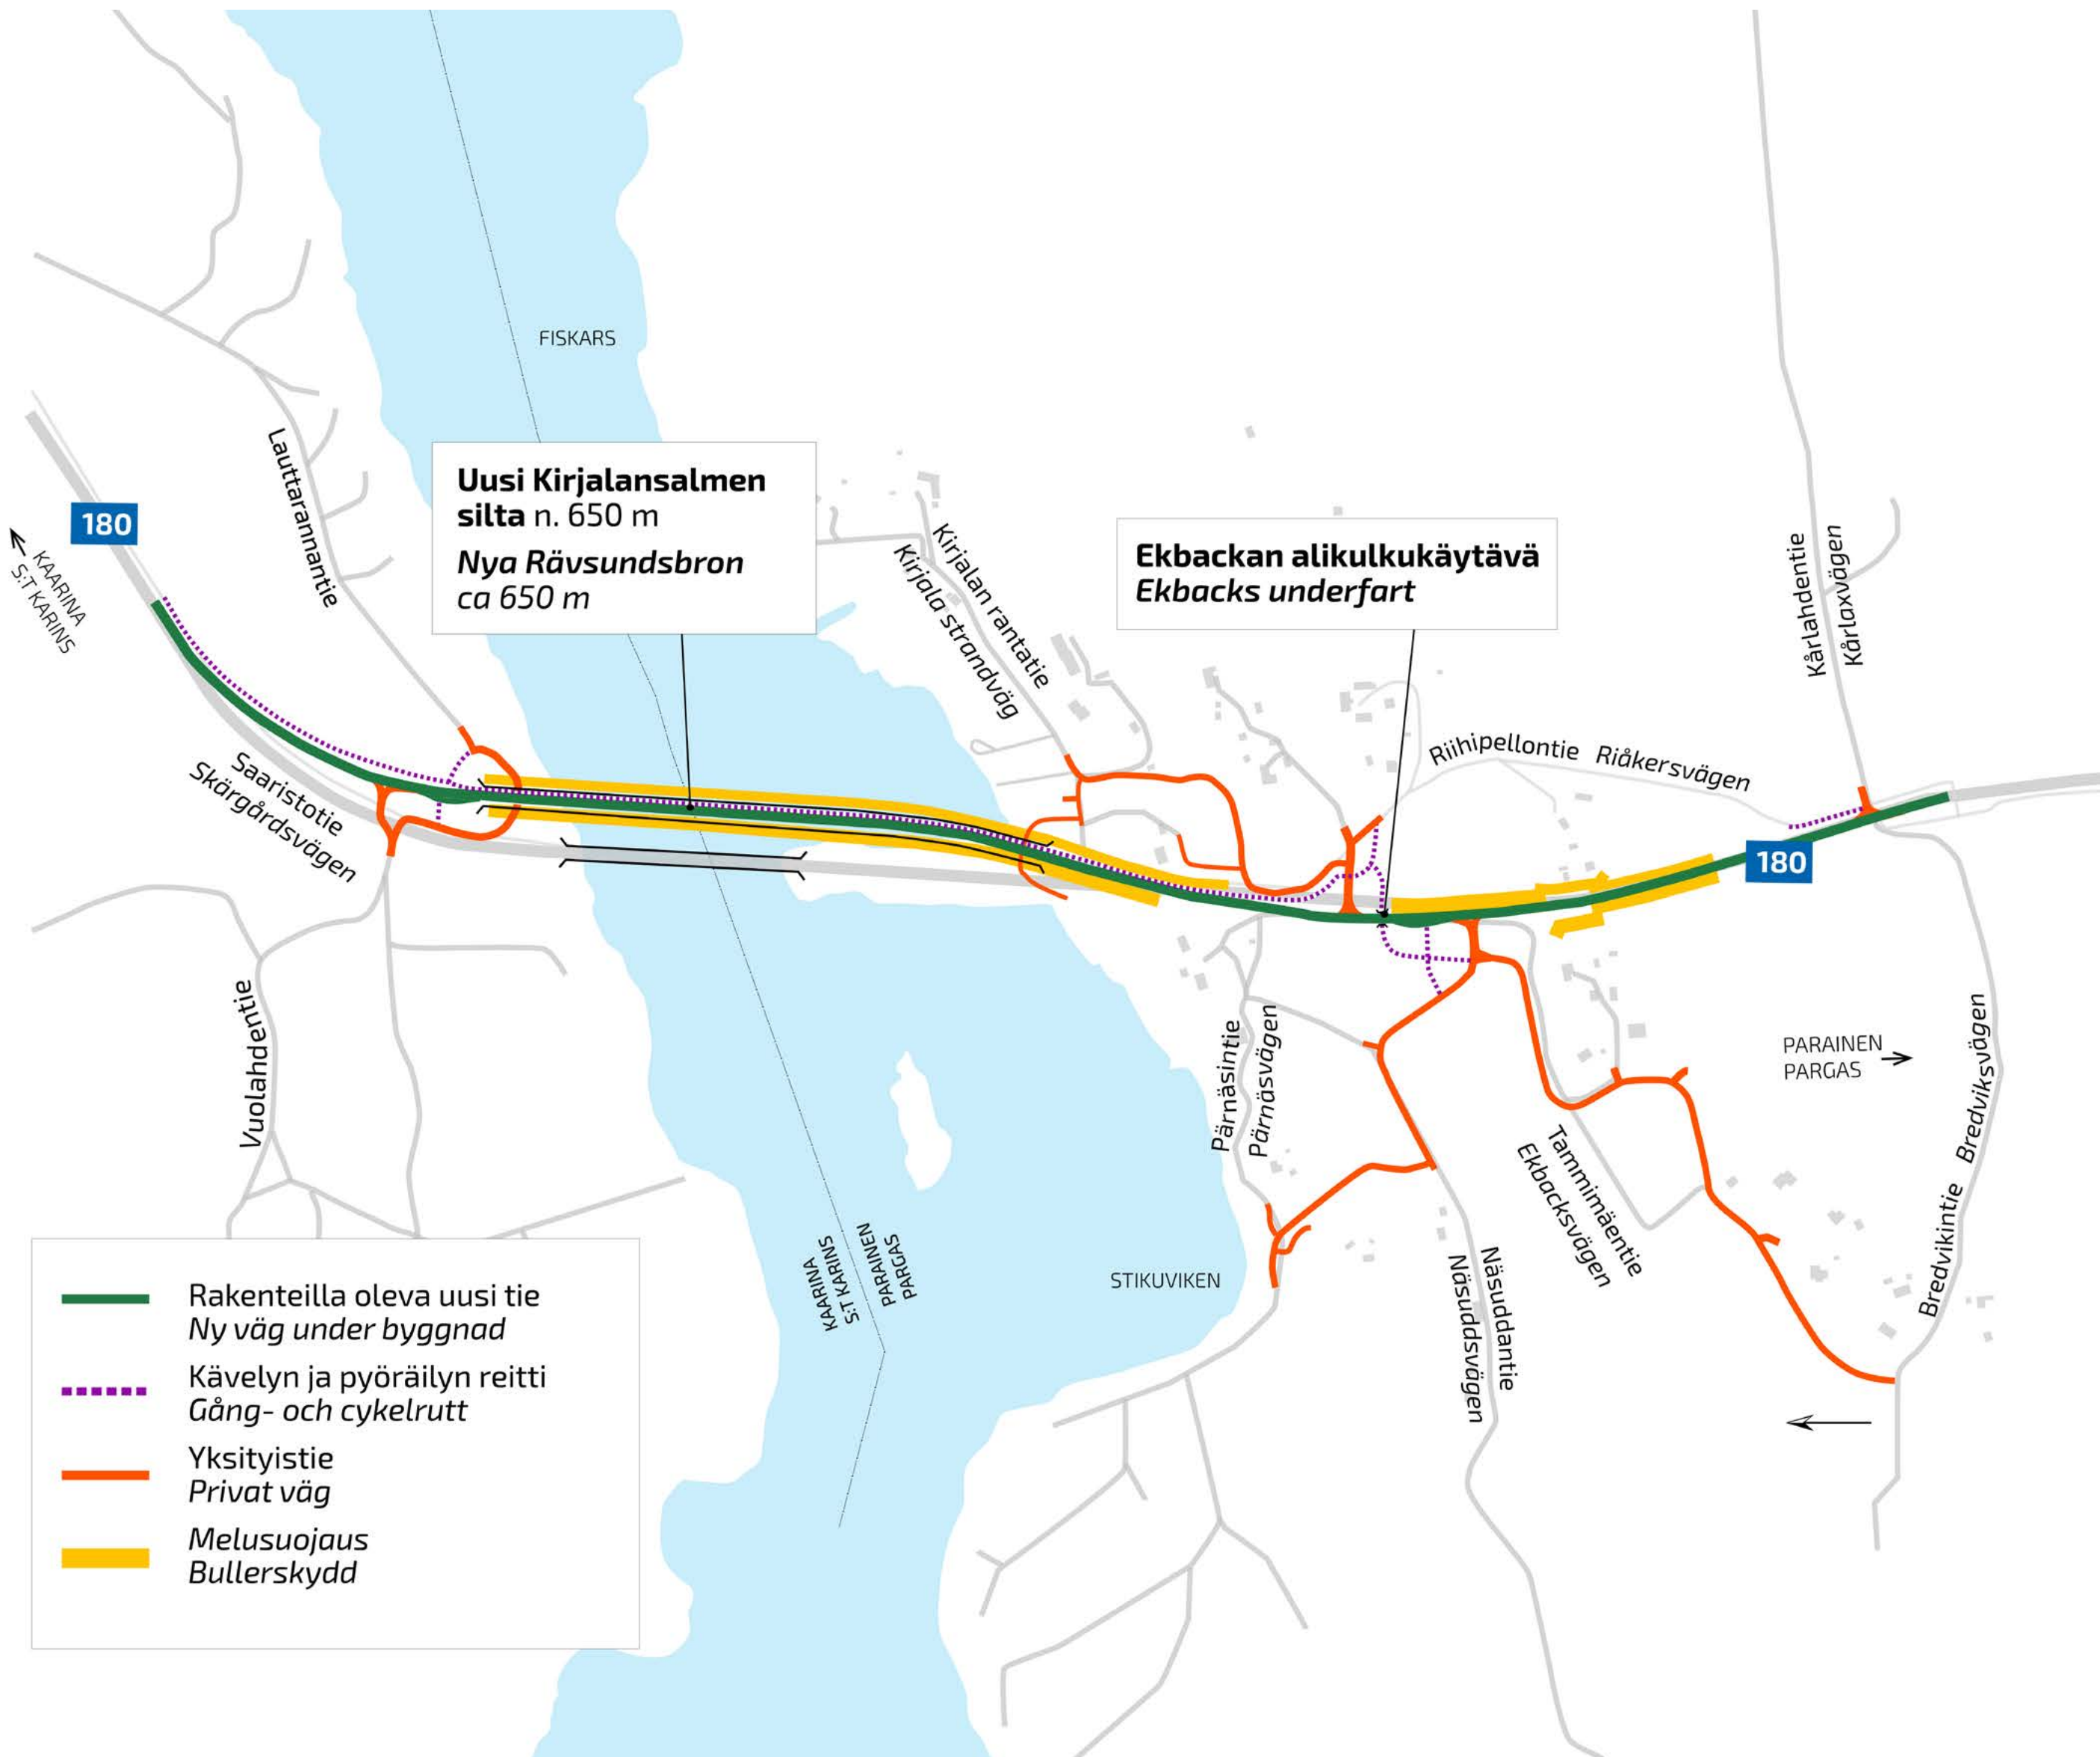 FISKARS
Uusi Kirjalansalmen
silta n. 650 m
Nya Rävsundsbron
ca 650 m
180
KAARINA
S:T KARINS
Lauttarannantie
Saaristotie
Skärgårdsvägen
Kirjalan rantatie
Kirjala strandväg
Ekbackan alikulkukäytävä
Ekbacks underfart
Riihipellontie Riåkersvägen
Kårlahdentie
Kårlaxvägen
180
Vuolahdentie
Pärnäsintie
Pärnäsvägen
PARAINEN
PARGAS
Tammimäentie
Ekbacksvägen
Bredvikintie Bredviksvägen
Näsuddantie
Näsuddsvägen
STIKUVIKEN
KAARINA
S:T KARINS
PARAINEN
PARGAS
Rakenteilla oleva uusi tie
Ny väg under byggnad
Kävelyn ja pyöräilyn reitti
Gång- och cykelrutt
Yksityistie
Privat väg
Melusuojaus
Bullerskydd